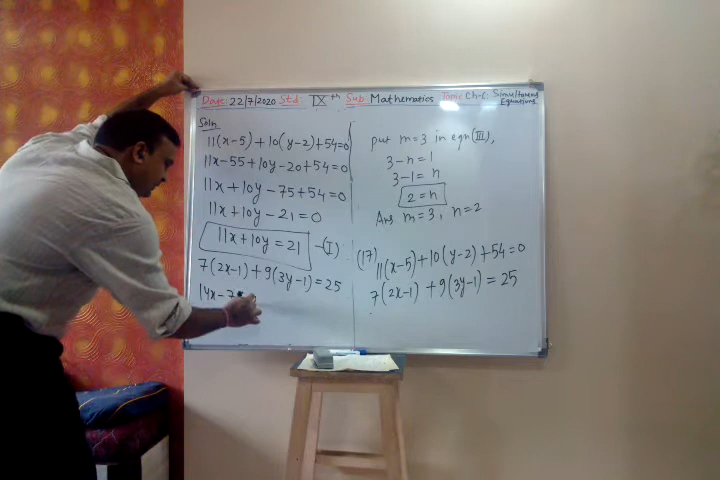 Date: 22/7/2020 Std: IXth Sub: Mathematics Topic: Ch-6: Simultaneous Equations.
Soln
11(x-5)+10(y-2)+54=0
11x-55+10y-20+54=0
11x+10y-75+54=0
11x+10y-21=0
11x+10y=21 -(I)
7(2x-1)+9(3y-1)=25
14x-7
put m=3 in eqn(III),
3-n=1
3-1=n
2=n
Ans m=3, n=2
(17) 11(x-5)+10(y-2)+54=0
7(2x-1)+9(3y-1)=25